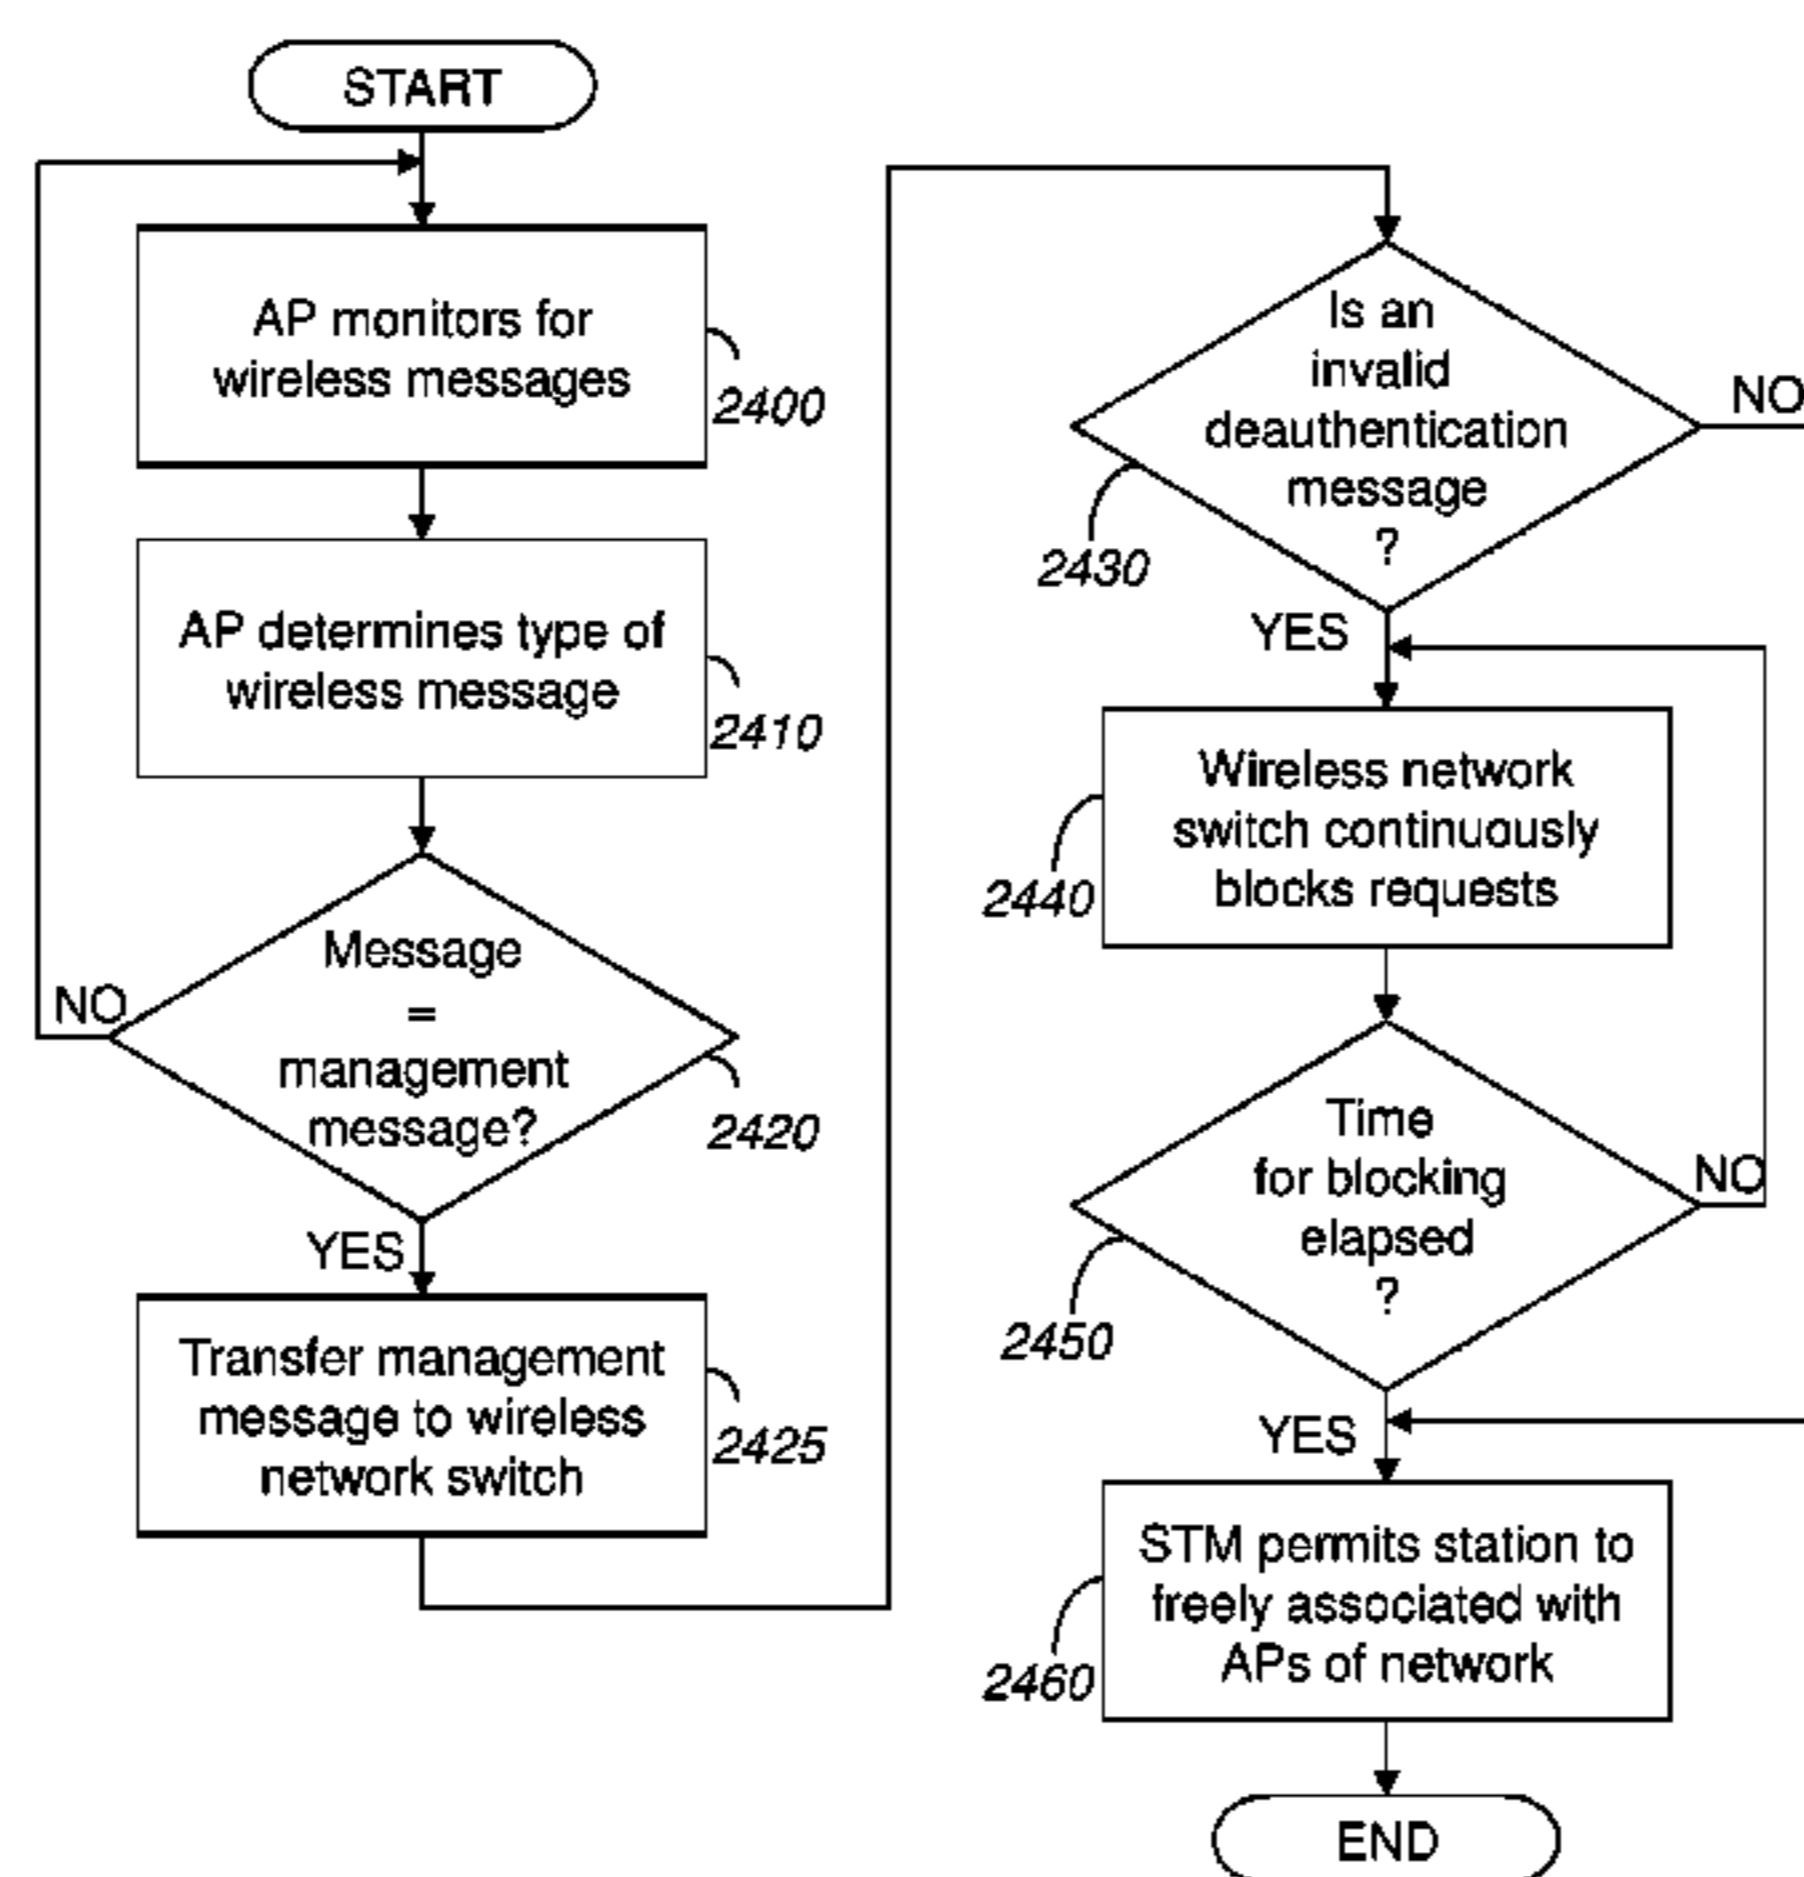 START
AP monitors for
wireless messages
2400
AP determines type of
wireless message
2410
Message
=
management
message?
2420
NO
YES
Transfer management
message to wireless
network switch
2425
Is an
invalid
deauthentication
message
?
2430
NO
YES
Wireless network
switch continuously
blocks requests
2440
Time
for blocking
elapsed
?
2450
NO
YES
STM permits station to
freely associated with
APs of network
2460
END